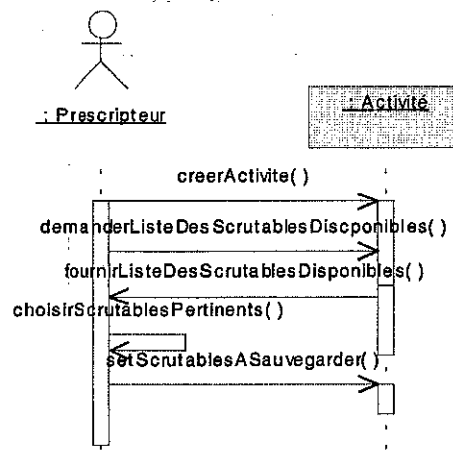 : Prescripteur
: Activité
creerActivite( )
demanderListeDesScrutablesDiscponibles( )
fournirListeDesScrutablesDisponibles( )
choisirScrutablesPertinents( )
setScrutablesASauvegarder( )